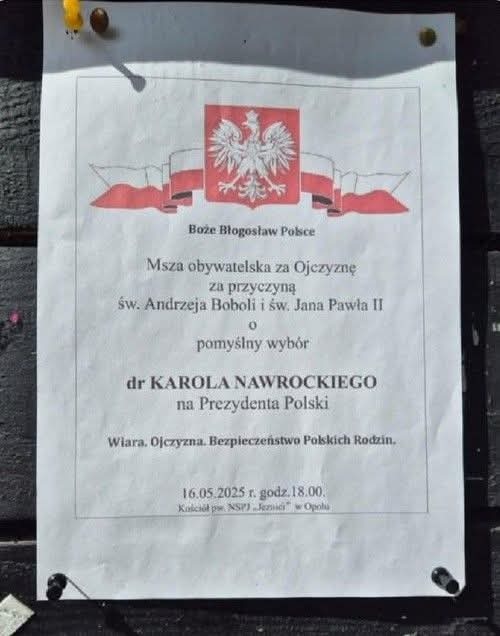 Boże Błogosław Polsce
Msza obywatelska za Ojczyznę
za przyczyną
św. Andrzeja Boboli i św. Jana Pawła II
o
pomyślny wybór
dr KAROLA NAWROCKIEGO
na Prezydenta Polski
Wiara. Ojczyzna. Bezpieczeństwo Polskich Rodzin.
16.05.2025 r. godz.18.00.
Kościół pw. NSPJ „Jezuici" w Opolu